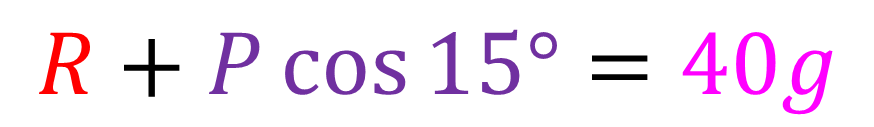 R + P cos 15° = 40g